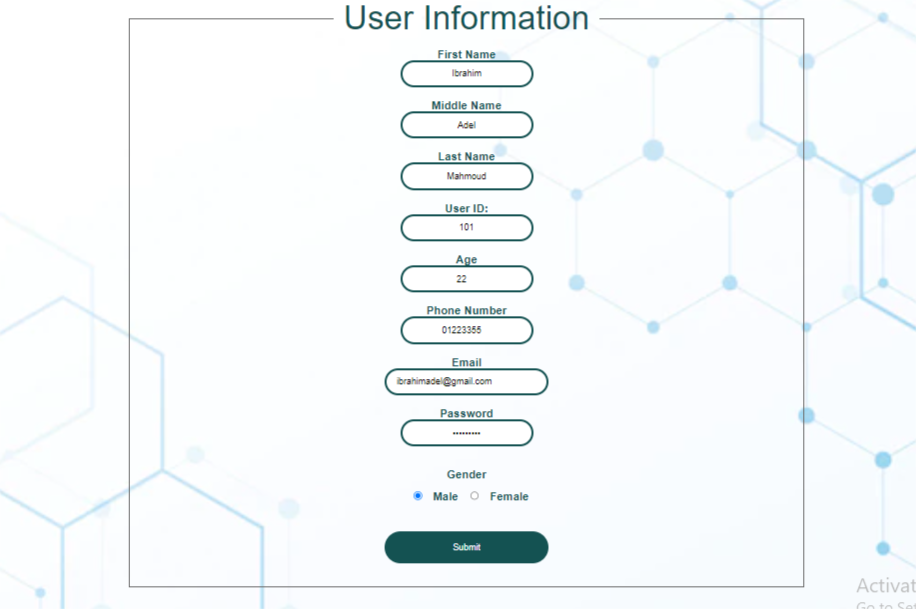 User Information
First Name
Ibrahim
Middle Name
Adel
Last Name
Mahmoud
User ID:
101
Age
22
Phone Number
01223355
Email
ibrahimadel@gmail.com
Password
•••••••••
Gender
Male Female
Submit
Activat
Go to Set